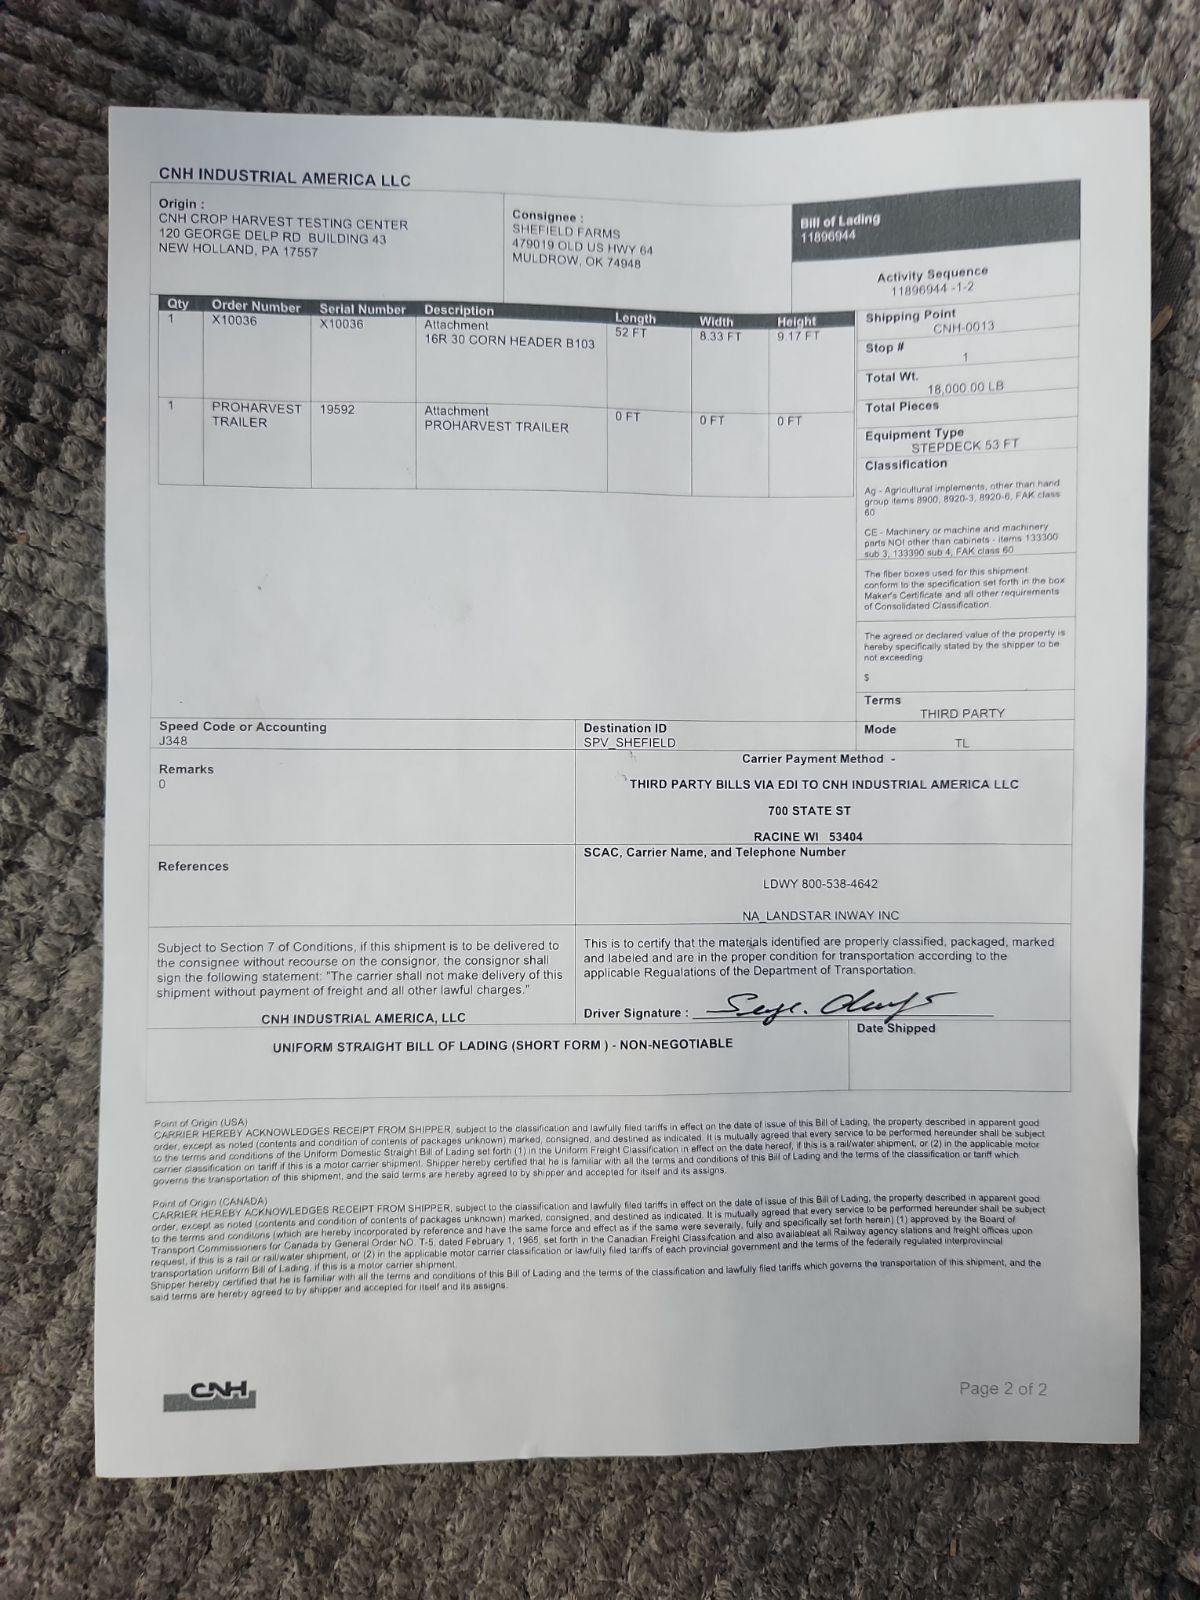 CNH INDUSTRIAL AMERICA LLC
Origin :
CNH CROP HARVEST TESTING CENTER
120 GEORGE DELP RD BUILDING 43
NEW HOLLAND, PA 17557
Consignee :
SHEFIELD FARMS
479019 OLD US HWY 64
MULDROW, OK 74948
Bill of Lading
11896944
Activity Sequence
11896944 -1-2
Qty Order Number Serial Number Description Length Width Height
1 X10036 X10036 Attachment 52 FT 8.33 FT 9.17 FT
16R 30 CORN HEADER B103
1 PROHARVEST 19592 Attachment 0 FT 0 FT 0 FT
TRAILER PROHARVEST TRAILER
Shipping Point
CNH-0013
Stop #
1
Total Wt.
18,000.00 LB
Total Pieces
Equipment Type
STEPDECK 53 FT
Classification
Ag - Agricultural implements, other than hand
group items 8900, 8920-3, 8920-6, FAK class
60
CE - Machinery or machine and machinery
parts NOI other than cabinets - items 133300
sub 3, 133390 sub 4, FAK class 60
The fiber boxes used for this shipment
conform to the specification set forth in the box
Maker's Certificate and all other requirements
of Consolidated Classification.
The agreed or declared value of the property is
hereby specifically stated by the shipper to be
not exceeding
$
Terms
THIRD PARTY
Speed Code or Accounting
J348
Destination ID
SPV_SHEFIELD
Mode
TL
Remarks
0
Carrier Payment Method -
THIRD PARTY BILLS VIA EDI TO CNH INDUSTRIAL AMERICA LLC
700 STATE ST
RACINE WI 53404
References
SCAC, Carrier Name, and Telephone Number
LDWY 800-538-4642
NA_LANDSTAR INWAY INC
Subject to Section 7 of Conditions, if this shipment is to be delivered to
the consignee without recourse on the consignor, the consignor shall
sign the following statement: "The carrier shall not make delivery of this
shipment without payment of freight and all other lawful charges."
CNH INDUSTRIAL AMERICA, LLC
This is to certify that the materials identified are properly classified, packaged, marked
and labeled and are in the proper condition for transportation according to the
applicable Regualations of the Department of Transportation.
Driver Signature :
UNIFORM STRAIGHT BILL OF LADING (SHORT FORM ) - NON-NEGOTIABLE
Date Shipped
Point of Origin (USA)
CARRIER HEREBY ACKNOWLEDGES RECEIPT FROM SHIPPER, subject to the classification and lawfully filed tariffs in effect on the date of issue of this Bill of Lading, the property described in apparent good
order, except as noted (contents and condition of contents of packages unknown) marked, consigned, and destined as indicated. It is mutually agreed that every service to be performed hereunder shall be subject
to the terms and conditions of the Uniform Domestic Straight Bill of Lading set forth (1) in the Uniform Freight Classification in effect on the date hereof, if this is a rail/water shipment, or (2) in the applicable motor
carrier classification on tariff if this is a motor carrier shipment. Shipper hereby certified that he is familiar with all the terms and conditions of this Bill of Lading and the terms of the classification or tariff which
governs the transportation of this shipment, and the said terms are hereby agreed to by shipper and accepted for itself and its assigns.
Point of Origin (CANADA)
CARRIER HEREBY ACKNOWLEDGES RECEIPT FROM SHIPPER, subject to the classification and lawfully filed tariffs in effect on the date of issue of this Bill of Lading, the property described in apparent good
order, except as noted (contents and condition of contents of packages unknown) marked, consigned, and destined as indicated. It is mutually agreed that every service to be performed hereunder shall be subject
to the terms and conditons (which are hereby incorporated by reference and have the same force and effect as if the same were severally, fully and specifically set forth herein) (1) approved by the Board of
Transport Commissioners for Canada by General Order NO. T-5, dated February 1, 1965, set forth in the Canadian Freight Classifcation and also availableat all Railway agency stations and freight offices upon
request, if this is a rail or rail/water shipment, or (2) in the applicable motor carrier classification or lawfully filed tariffs of each provincial government and the terms of the federally regulated interprovincial
transportation uniform Bill of Lading, if this is a motor carrier shipment.
Shipper hereby certified that he is familiar with all the terms and conditions of this Bill of Lading and the terms of the classification and lawfully filed tariffs which governs the transportation of this shipment, and the
said terms are hereby agreed to by shipper and accepted for itself and its assigns.
CNH
Page 2 of 2